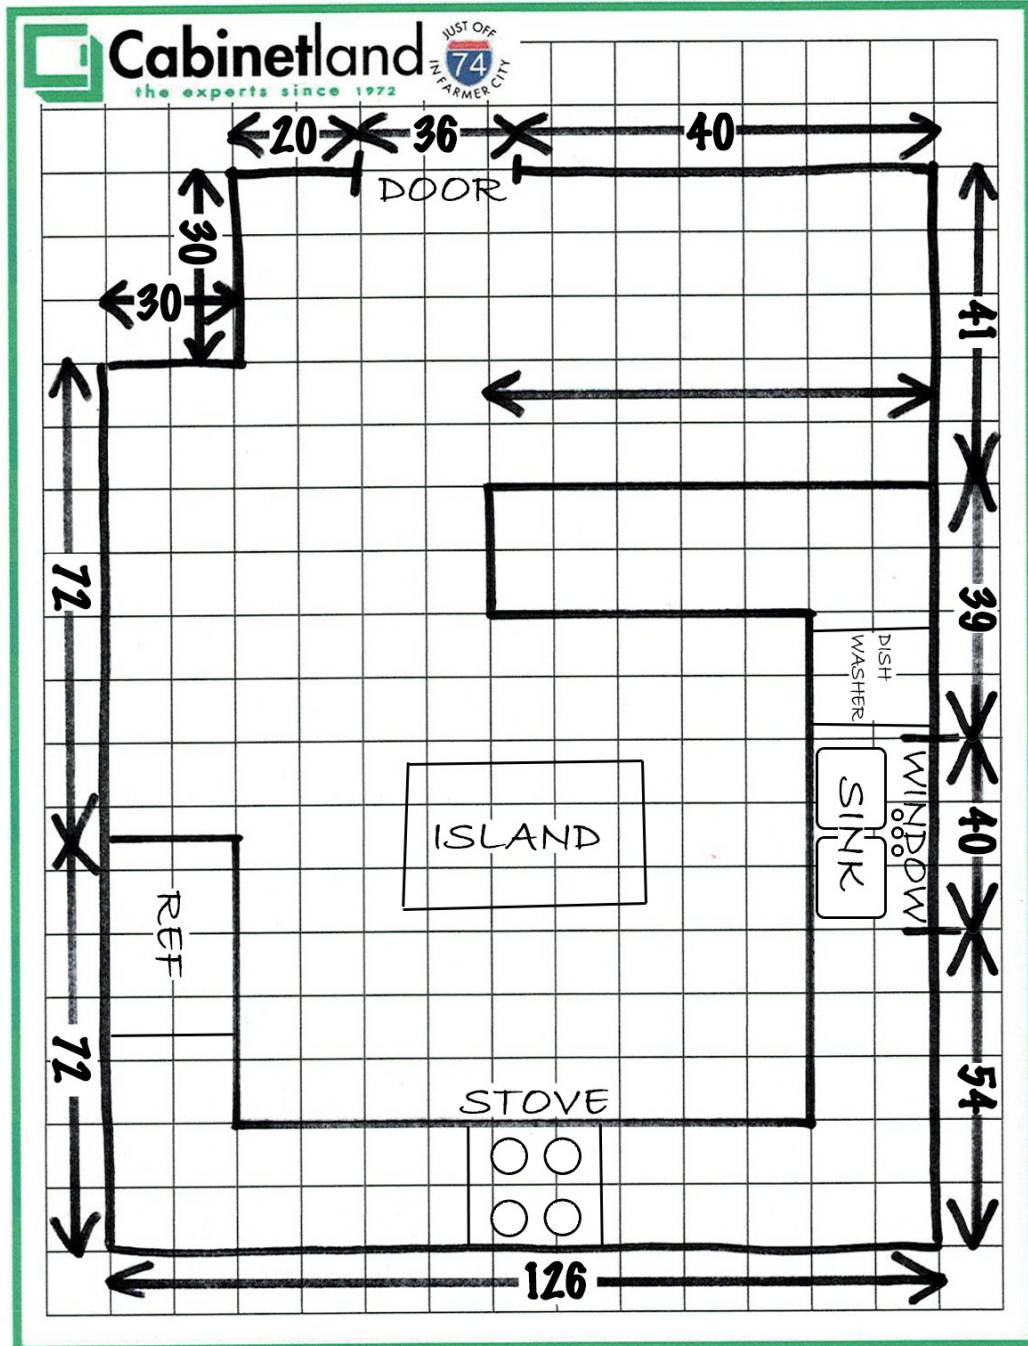 Cabinetland
the experts since 1972
JUST OFF
74
IN FARMER CITY
20
36
40
DOOR
30
30
41
72
39
DISH
WASHER
WINDOW
SINK
40
ISLAND
REF
72
54
STOVE
126